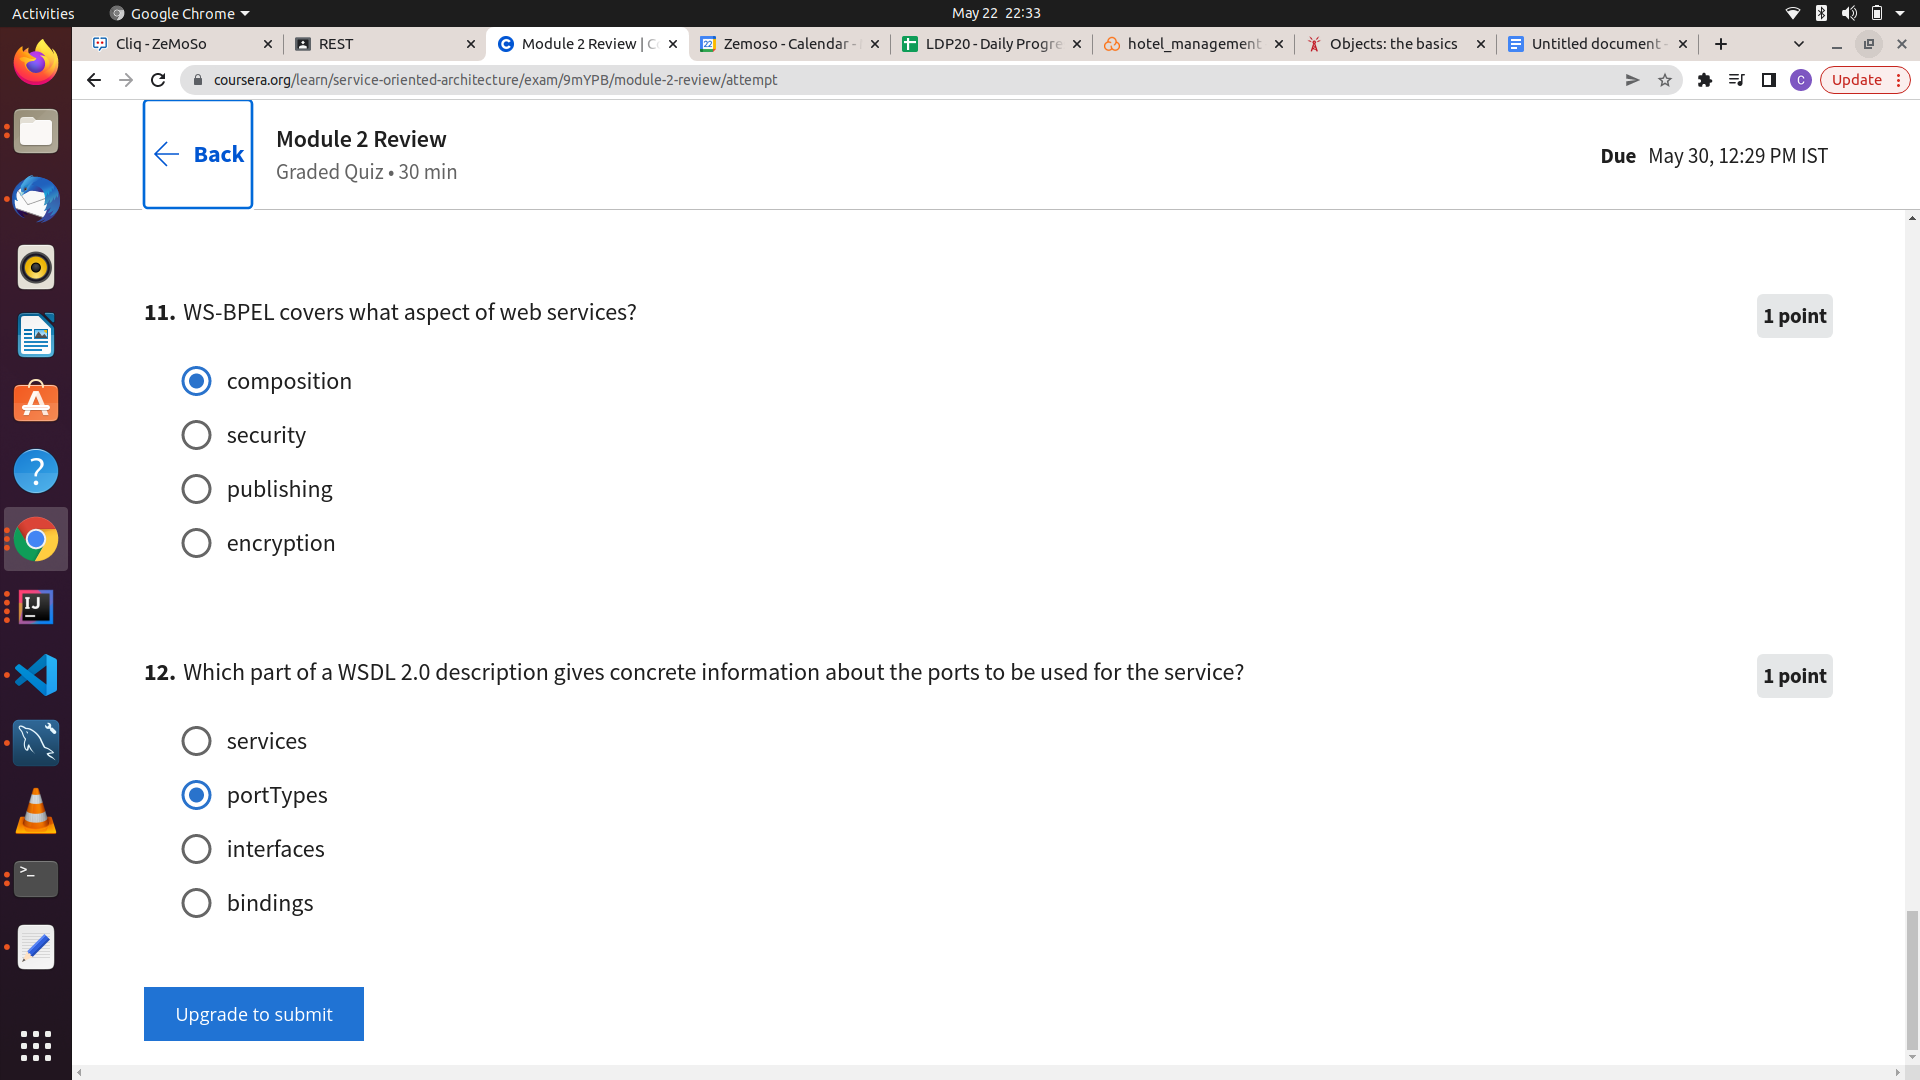 Activities
Google Chrome
May 22 22:33
Cliq - ZeMoSo
REST
Module 2 Review | C
Zemoso - Calendar -
LDP20 - Daily Progre
hotel_management
Objects: the basics
Untitled document -
coursera.org/learn/service-oriented-architecture/exam/9mYPB/module-2-review/attempt
C
Update
Back
Module 2 Review
Graded Quiz • 30 min
Due May 30, 12:29 PM IST
11. WS-BPEL covers what aspect of web services?
1 point
composition
security
publishing
encryption
12. Which part of a WSDL 2.0 description gives concrete information about the ports to be used for the service?
1 point
services
portTypes
interfaces
bindings
Upgrade to submit